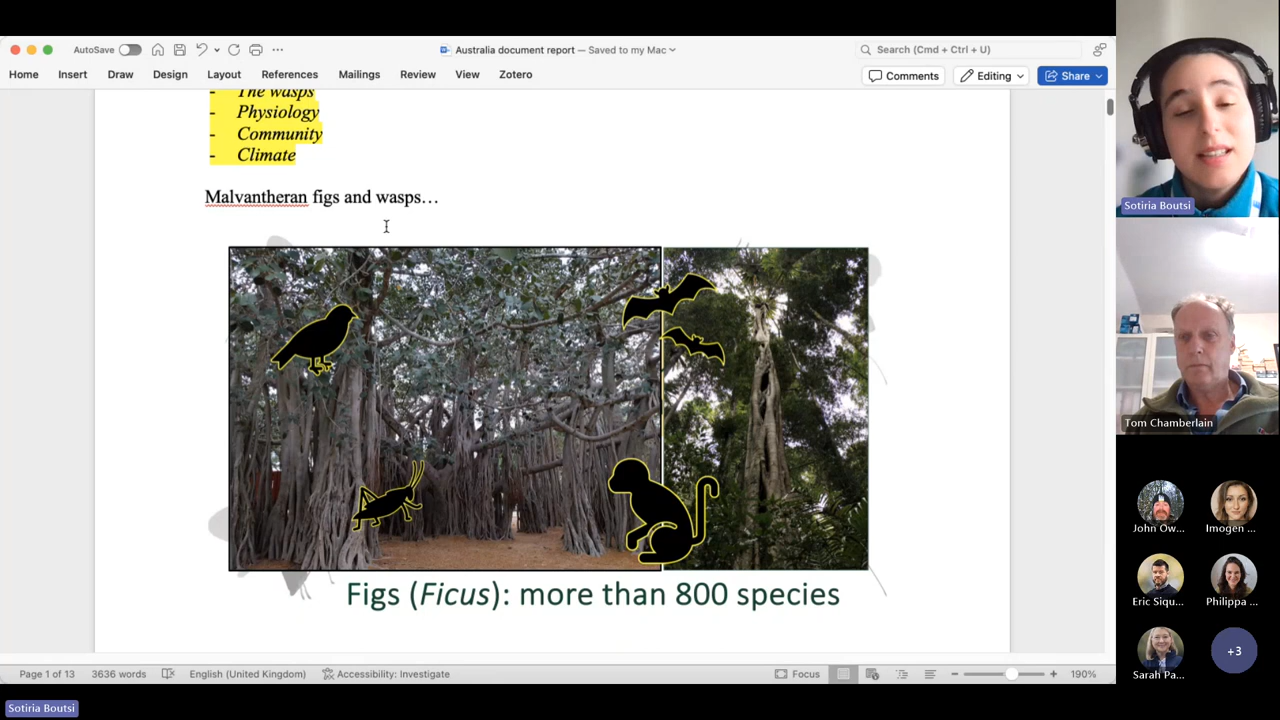 AutoSave
Australia document report — Saved to my Mac
Search (Cmd + Ctrl + U)
Home Insert Draw Design Layout References Mailings Review View Zotero
Comments Editing Share
- The wasps
- Physiology
- Community
- Climate
Malvantheran figs and wasps…
Figs (Ficus): more than 800 species
Page 1 of 13 3636 words English (United Kingdom) Accessibility: Investigate Focus 190%
Sotiria Boutsi
Tom Chamberlain
John Ow... Imogen ...
Eric Siqu... Philippa ...
Sarah Pa... +3
Sotiria Boutsi